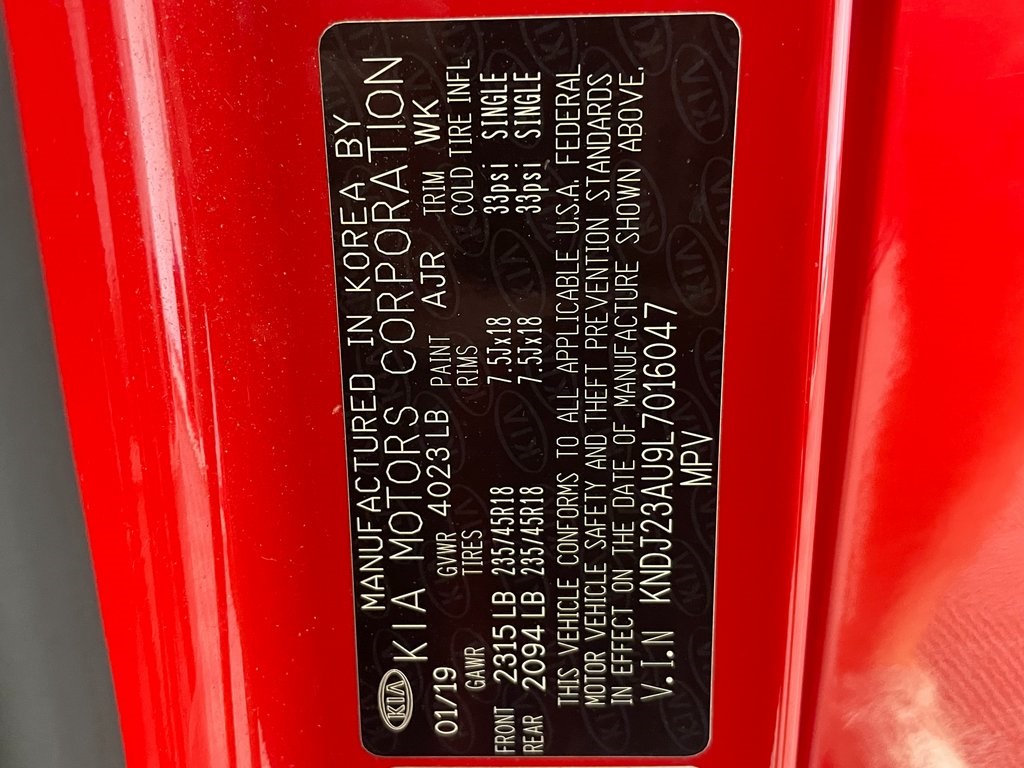 KIA
MANUFACTURED IN KOREA BY
KIA MOTORS CORPORATION
01/19 GVWR 4023 LB PAINT AJR TRIM WK
GAWR TIRES RIMS COLD TIRE INFL
FRONT 2315 LB 235/45R18 7.5Jx18 33psi SINGLE
REAR 2094 LB 235/45R18 7.5Jx18 33psi SINGLE
THIS VEHICLE CONFORMS TO ALL APPLICABLE U.S.A. FEDERAL
MOTOR VEHICLE SAFETY AND THEFT PREVENTION STANDARDS
IN EFFECT ON THE DATE OF MANUFACTURE SHOWN ABOVE.
V.I.N KNDJ23AU9L7016047
MPV